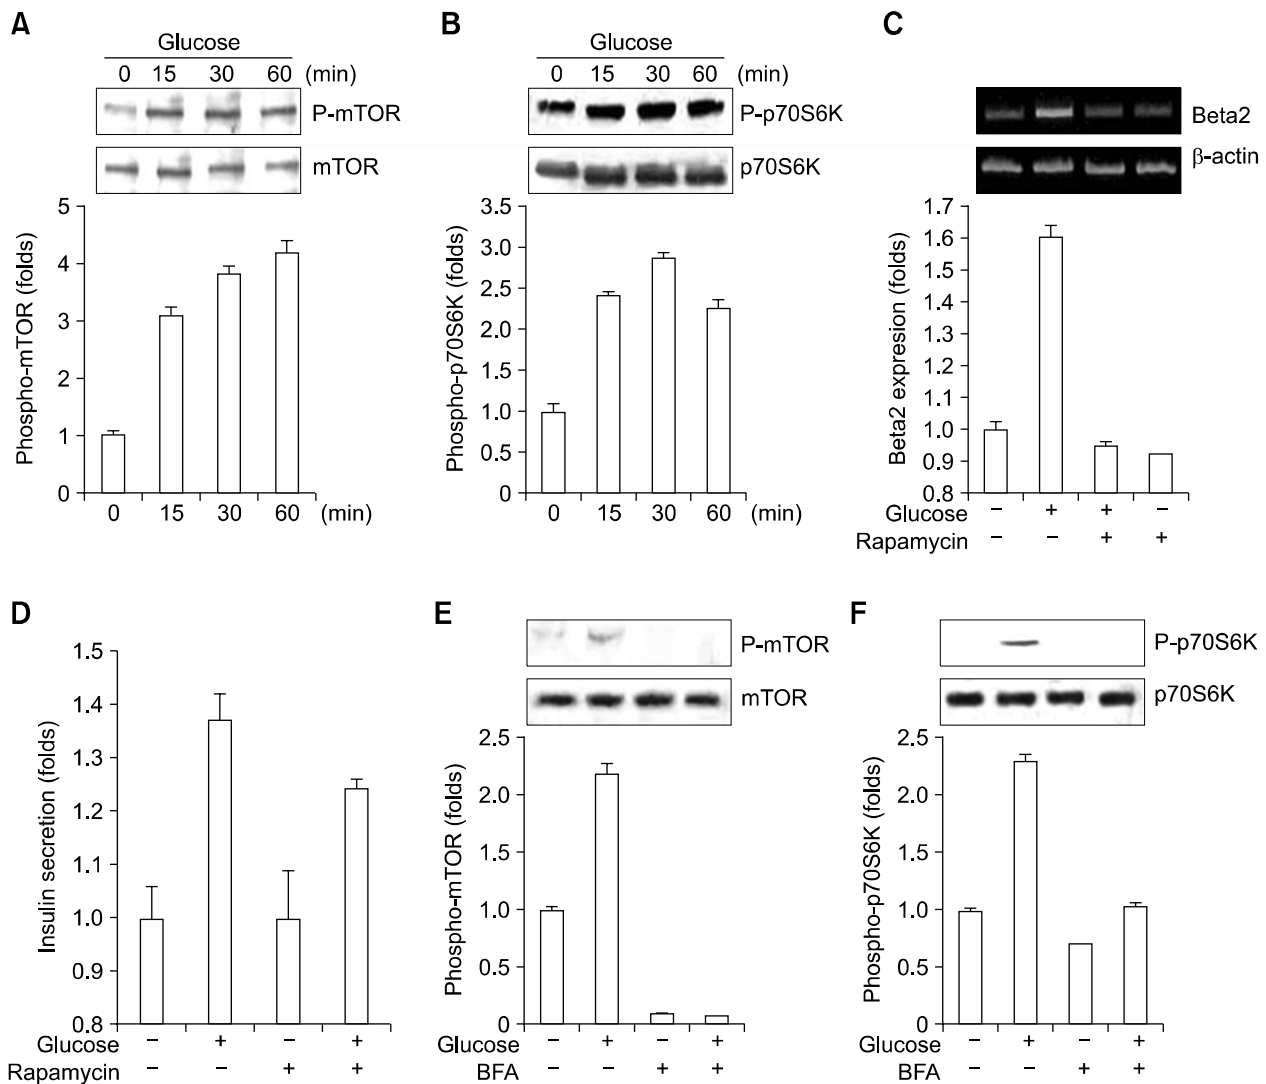 A
Glucose
0 15 30 60 (min)
P-mTOR
mTOR
Phospho-mTOR (folds)
5
4
3
2
1
0
0 15 30 60 (min)
B
Glucose
0 15 30 60 (min)
P-p70S6K
p70S6K
Phospho-p70S6K (folds)
3.5
3.0
2.5
2.0
1.5
1.0
0.5
0
0 15 30 60 (min)
C
Beta2
β-actin
Beta2 expresion (folds)
1.7
1.6
1.5
1.4
1.3
1.2
1.1
1.0
0.9
0.8
Glucose − + + −
Rapamycin − − + +
D
Insulin secretion (folds)
1.5
1.4
1.3
1.2
1.1
1.0
0.9
0.8
Glucose − + − +
Rapamycin − − + +
E
P-mTOR
mTOR
Phospho-mTOR (folds)
2.5
2.0
1.5
1.0
0.5
0
Glucose − + − +
BFA − − + +
F
P-p70S6K
p70S6K
Phospho-p70S6K (folds)
2.5
2.0
1.5
1.0
0.5
0
Glucose − + − +
BFA − − + +